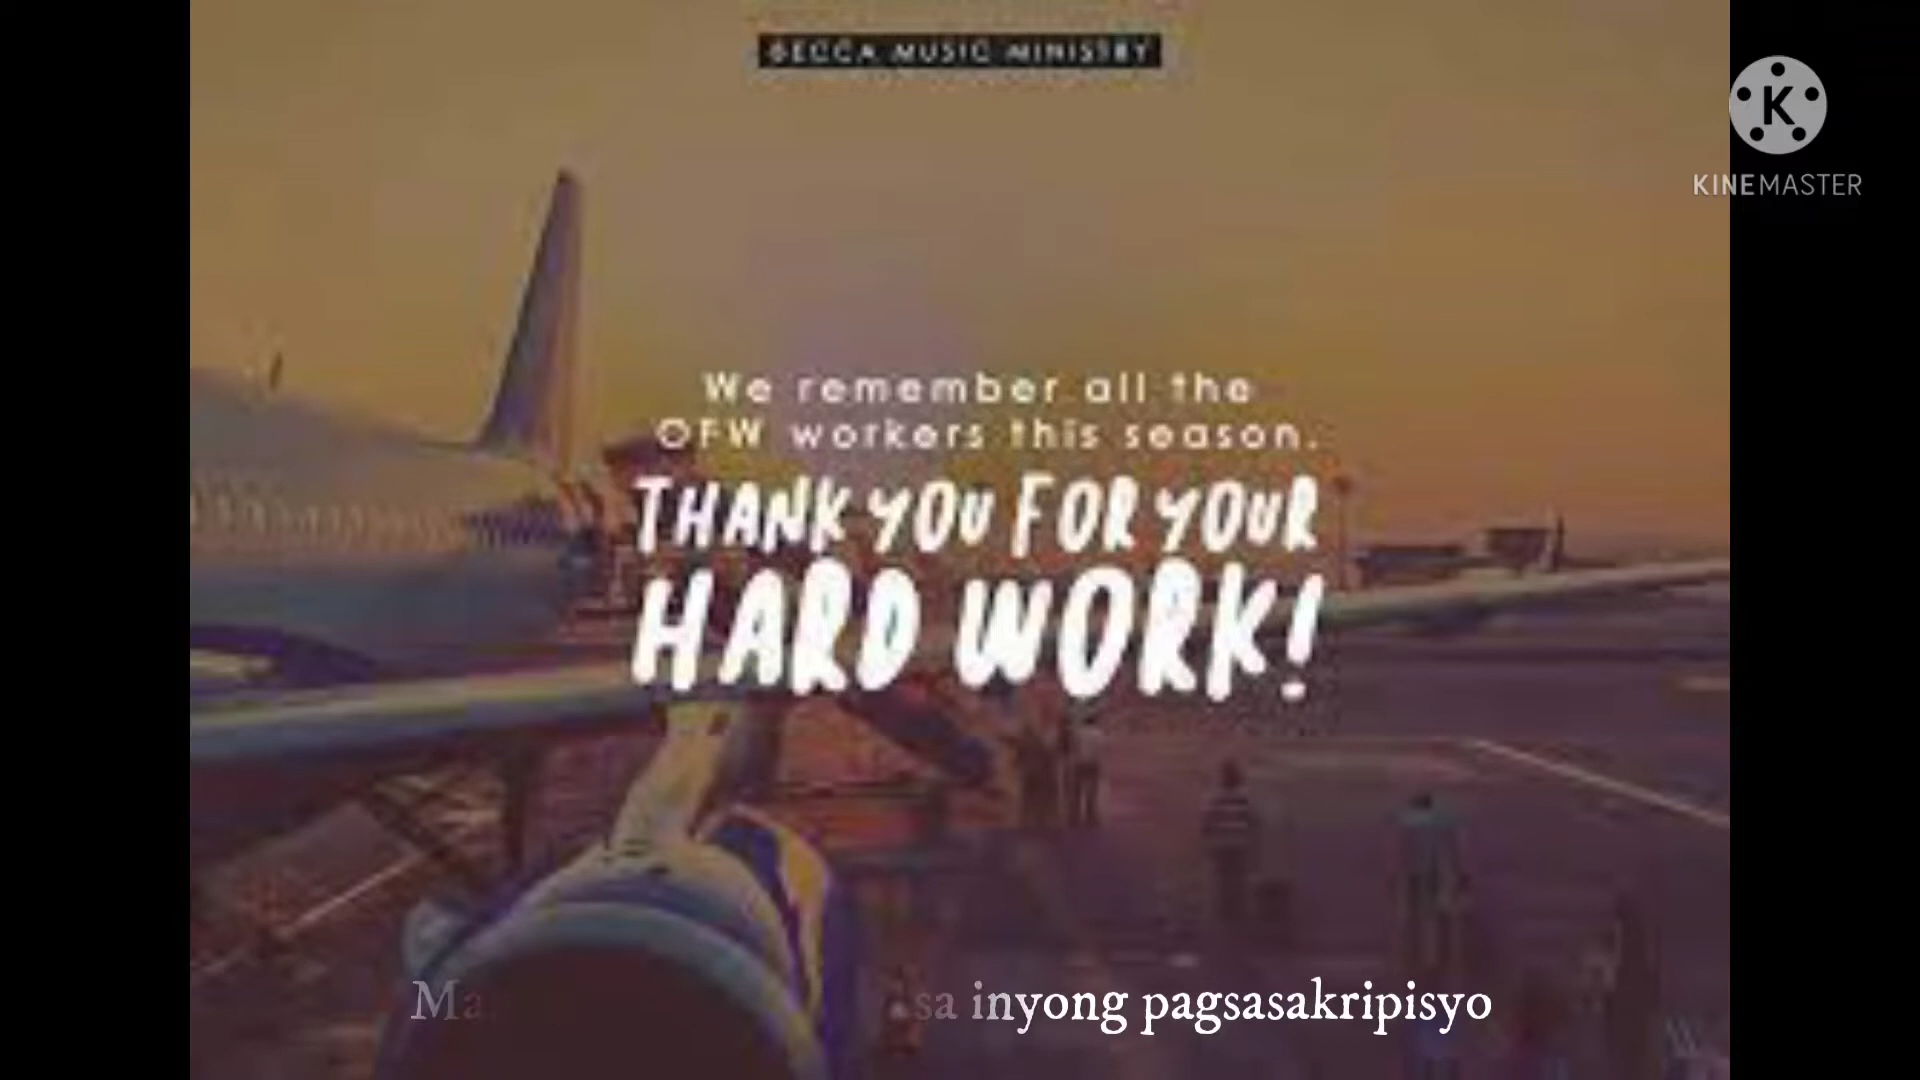 BECCA MUSIC MINISTRY
K
KINEMASTER
We remember all the
OFW workers this season.
THANK YOU FOR YOUR
HARD WORK!
sa inyong pagsasakripisyo